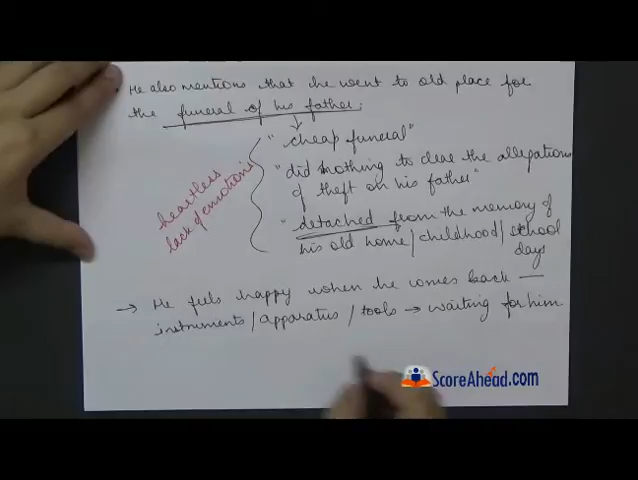 • He also mentions that he went to old place for
the funeral of his father.
"cheap funeral"
"did nothing to clear the allegations
of theft on his father"
"detached from the memory of
his old home/childhood/school
days
heartless
lack of emotions
→ He feels happy when he comes back —
instruments/apparatus/tools → waiting for him.
ScoreAhead.com